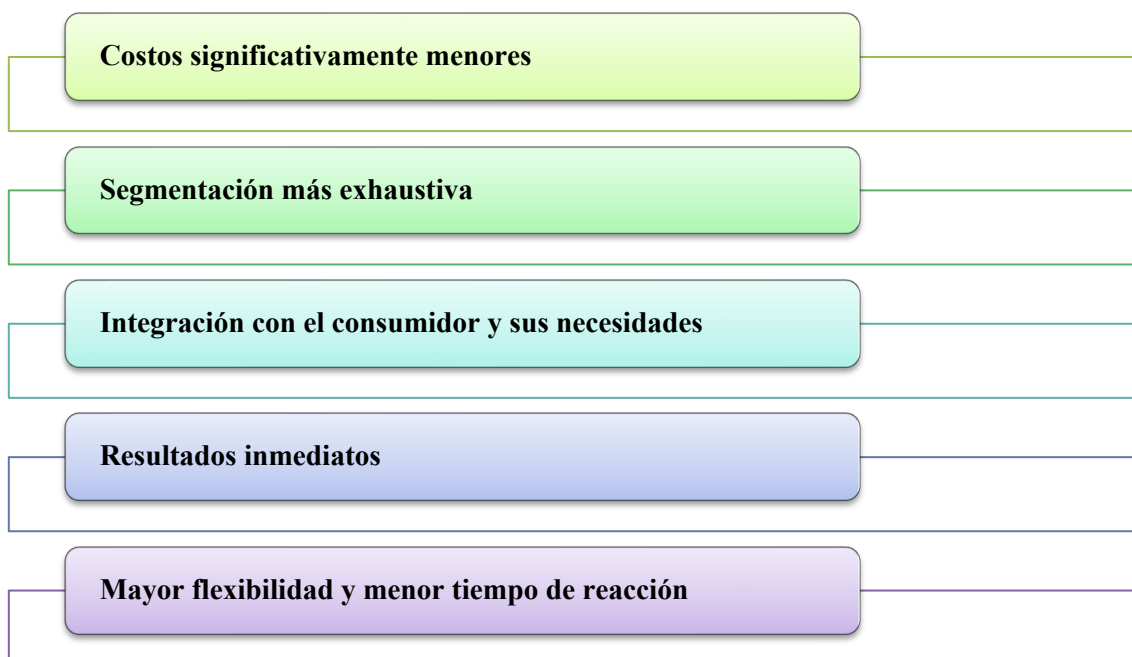 Costos significativamente menores
Segmentación más exhaustiva
Integración con el consumidor y sus necesidades
Resultados inmediatos
Mayor flexibilidad y menor tiempo de reacción